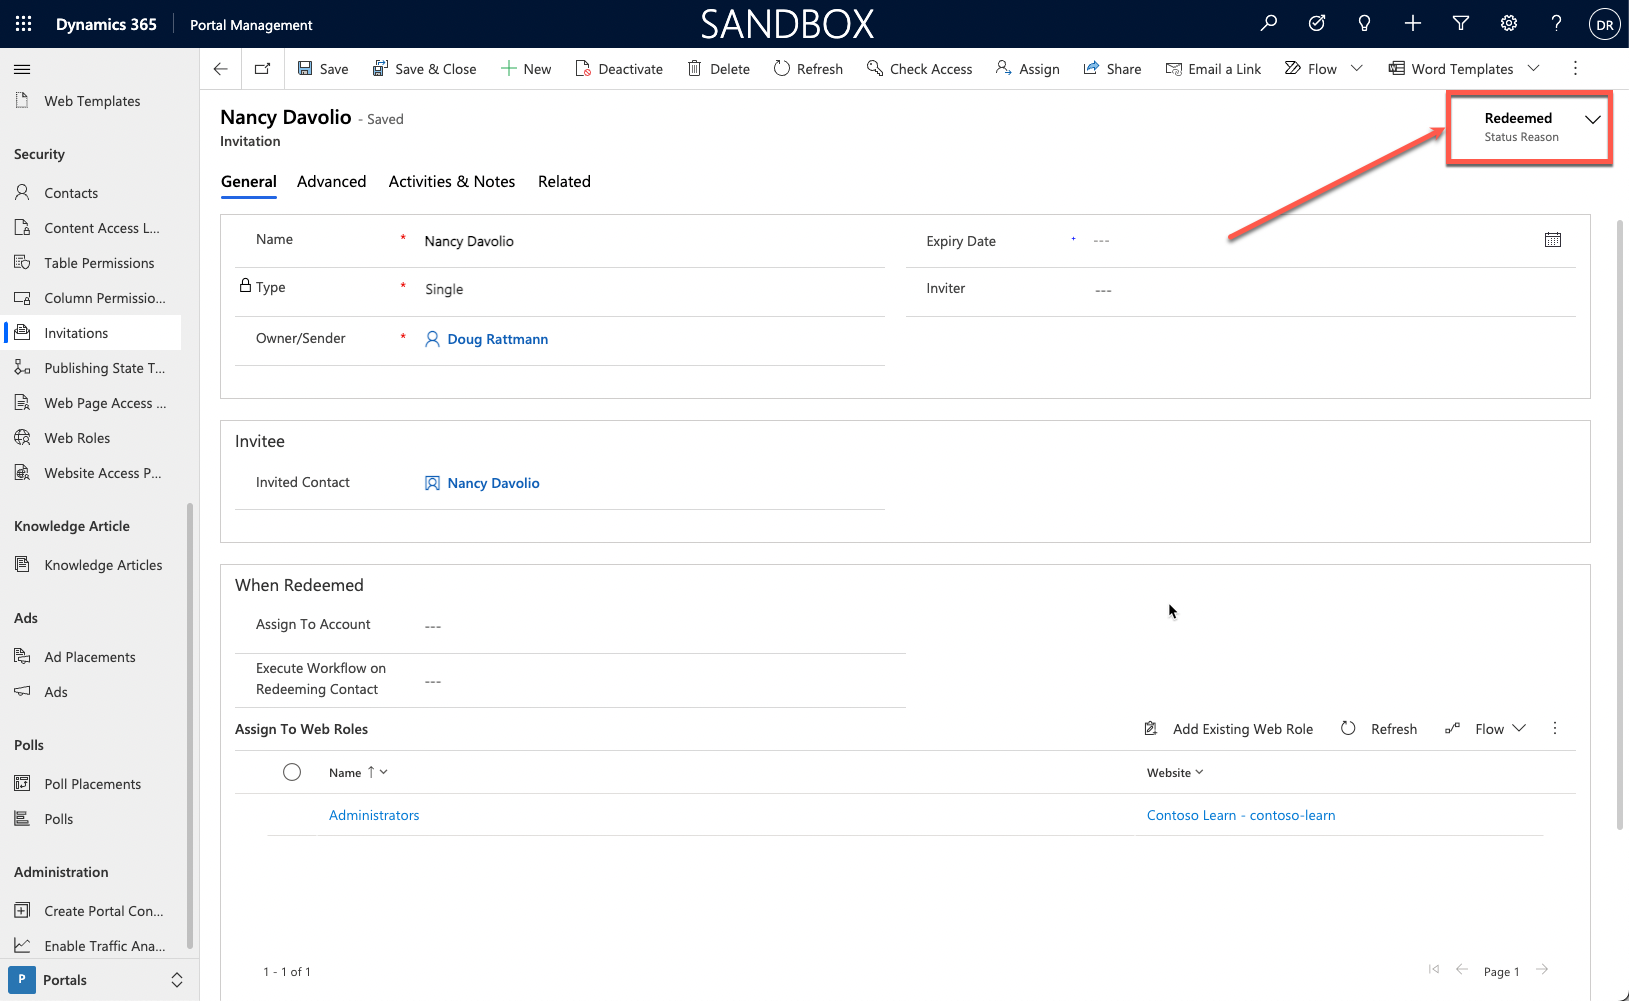 Dynamics 365
Portal Management
SANDBOX
DR
Save
Save & Close
New
Deactivate
Delete
Refresh
Check Access
Assign
Share
Email a Link
Flow
Word Templates
Web Templates
Security
Contacts
Content Access L...
Table Permissions
Column Permissio...
Invitations
Publishing State T...
Web Page Access ...
Web Roles
Website Access P...
Knowledge Article
Knowledge Articles
Ads
Ad Placements
Ads
Polls
Poll Placements
Polls
Administration
Create Portal Con...
Enable Traffic Ana...
P
Portals
Nancy Davolio - Saved
Invitation
Redeemed
Status Reason
General
Advanced
Activities & Notes
Related
Name * Nancy Davolio
Type * Single
Owner/Sender * Doug Rattmann
Expiry Date + ---
Inviter ---
Invitee
Invited Contact Nancy Davolio
When Redeemed
Assign To Account ---
Execute Workflow on
Redeeming Contact ---
Assign To Web Roles
Add Existing Web Role
Refresh
Flow
Name ↑
Website
Administrators
Contoso Learn - contoso-learn
1 - 1 of 1
Page 1